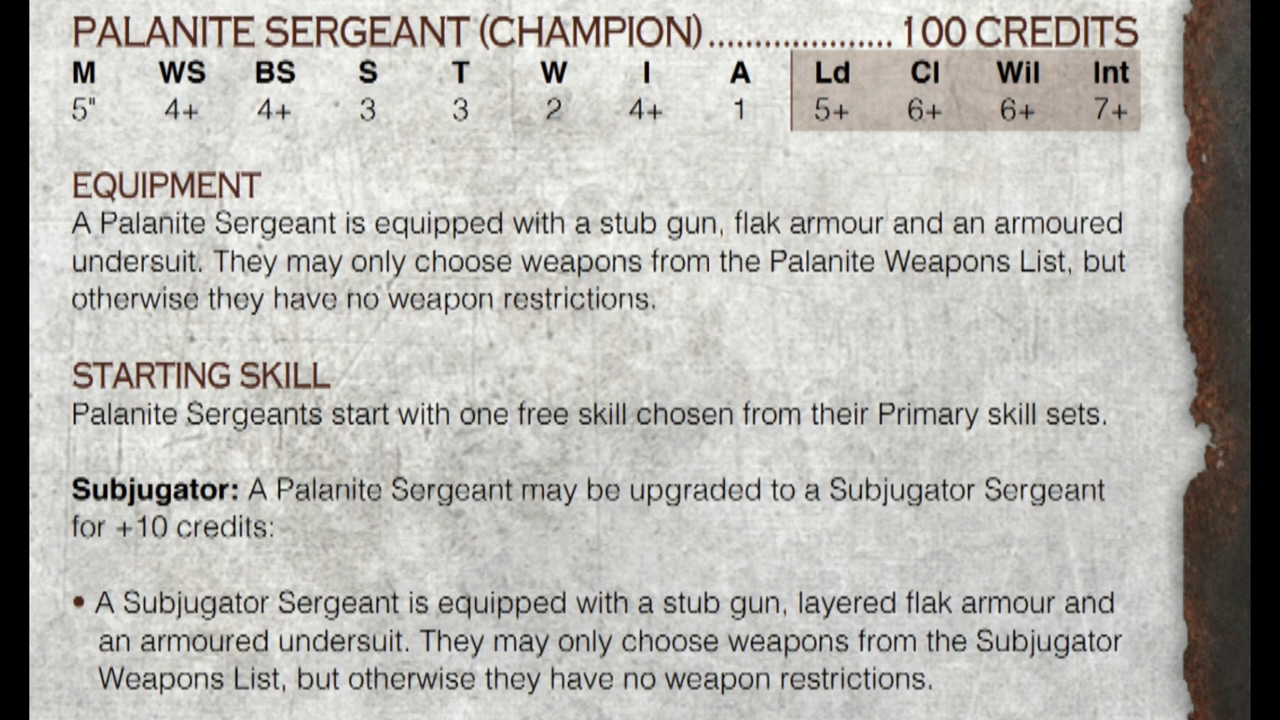 PALANITE SERGEANT (CHAMPION).................... 100 CREDITS
M WS BS S T W I A Ld Cl Wil Int
5" 4+ 4+ 3 3 2 4+ 1 5+ 6+ 6+ 7+
EQUIPMENT
A Palanite Sergeant is equipped with a stub gun, flak armour and an armoured
undersuit. They may only choose weapons from the Palanite Weapons List, but
otherwise they have no weapon restrictions.
STARTING SKILL
Palanite Sergeants start with one free skill chosen from their Primary skill sets.
Subjugator: A Palanite Sergeant may be upgraded to a Subjugator Sergeant
for +10 credits:
• A Subjugator Sergeant is equipped with a stub gun, layered flak armour and
an armoured undersuit. They may only choose weapons from the Subjugator
Weapons List, but otherwise they have no weapon restrictions.